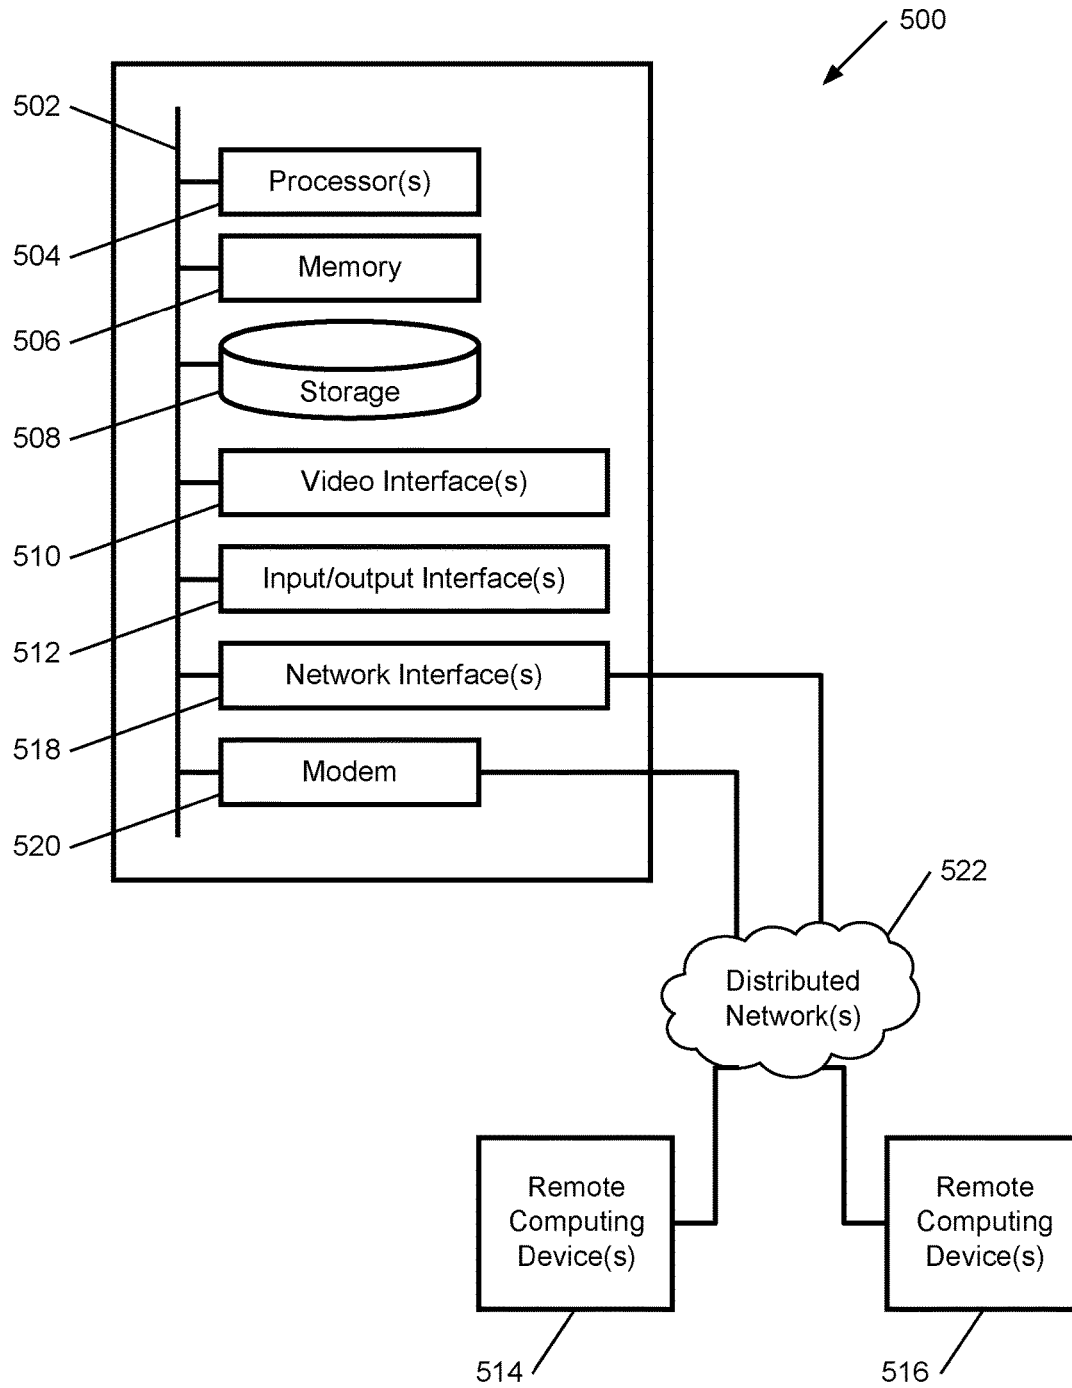 500
502
Processor(s)
504
Memory
506
Storage
508
Video Interface(s)
510
Input/output Interface(s)
512
Network Interface(s)
518
Modem
520
522
Distributed
Network(s)
Remote
Computing
Device(s)
Remote
Computing
Device(s)
514
516